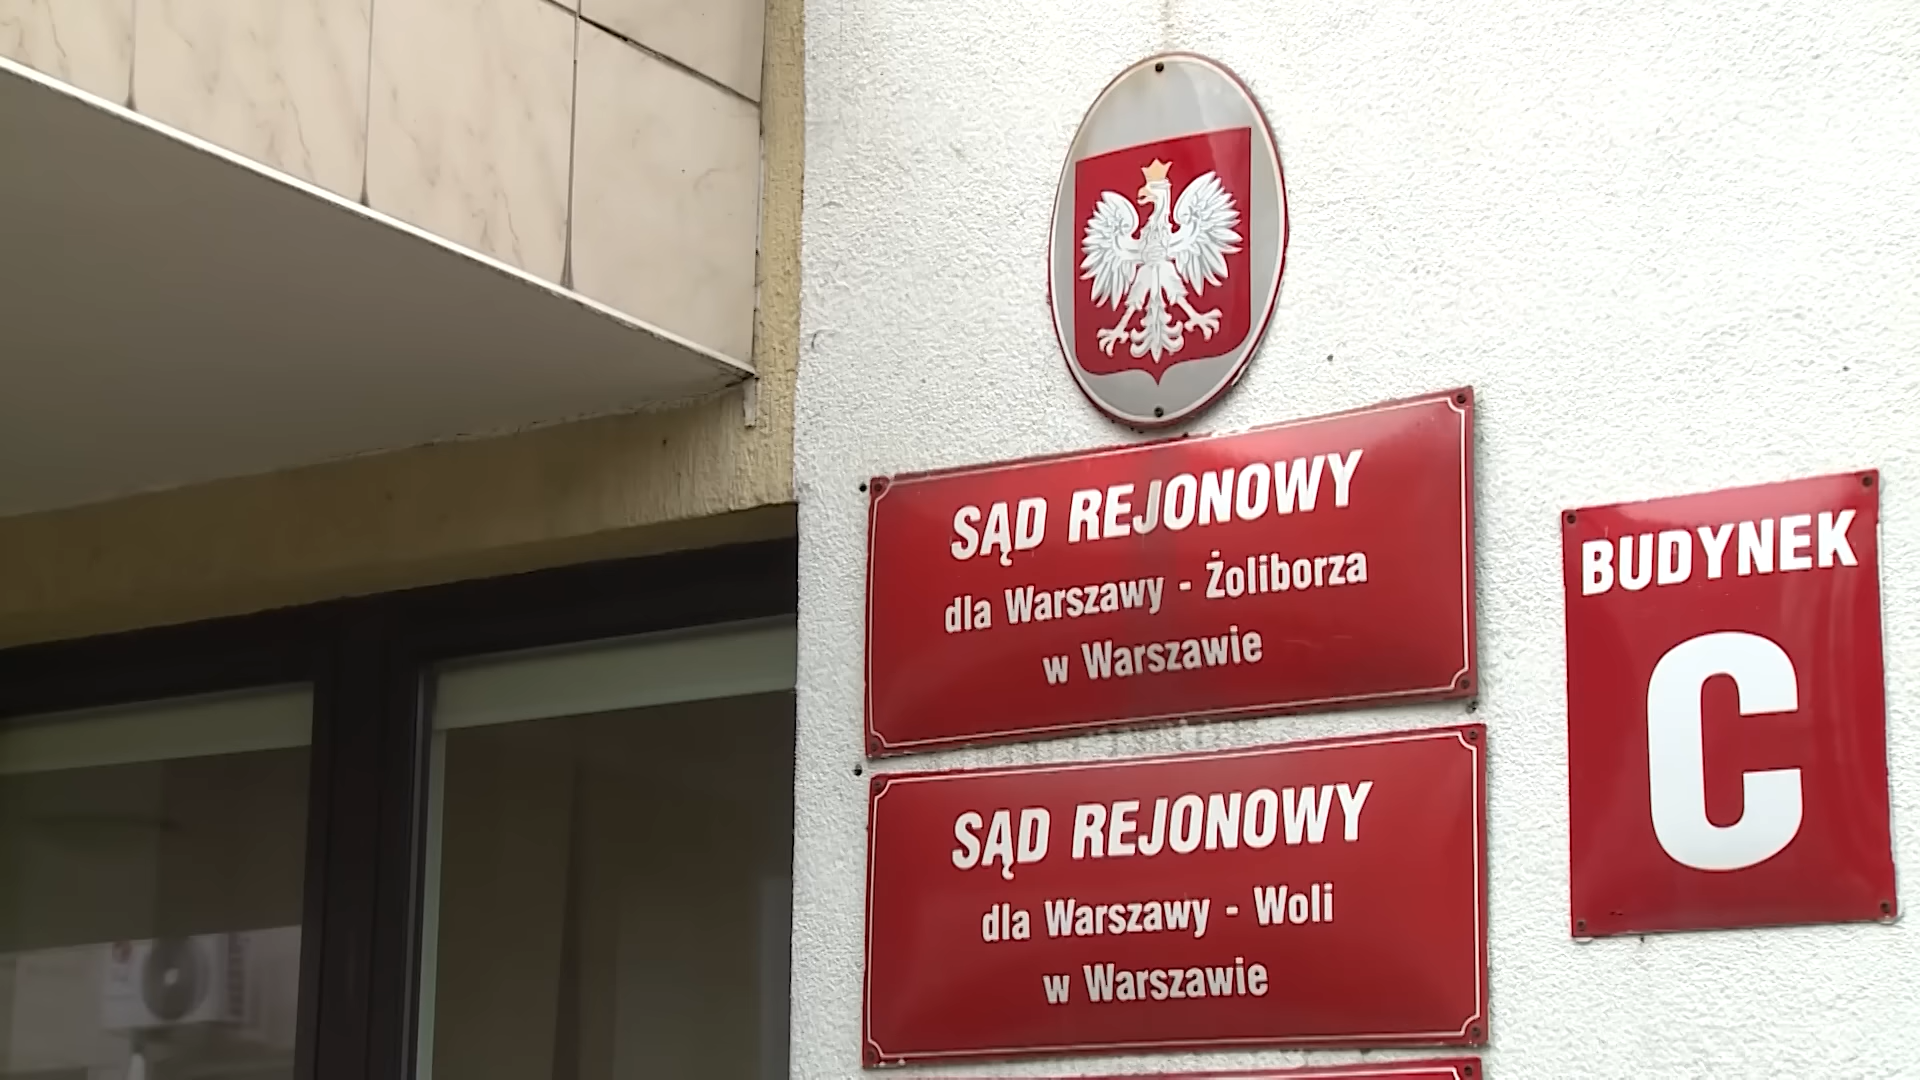 SĄD REJONOWY
dla Warszawy - Żoliborza
w Warszawie
SĄD REJONOWY
dla Warszawy - Woli
w Warszawie
BUDYNEK
C